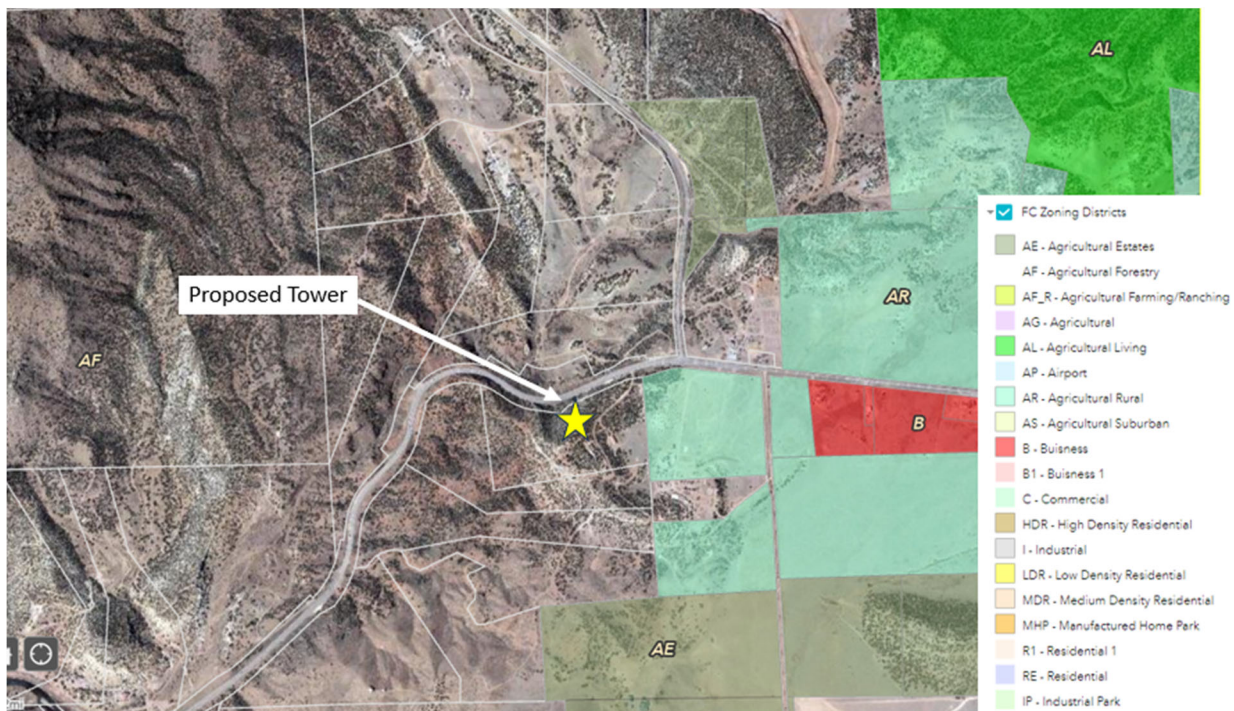 AL
Proposed Tower
AR
AF
B
AE
FC Zoning Districts
AE - Agricultural Estates
AF - Agricultural Forestry
AF_R - Agricultural Farming/Ranching
AG - Agricultural
AL - Agricultural Living
AP - Airport
AR - Agricultural Rural
AS - Agricultural Suburban
B - Buisness
B1 - Buisness 1
C - Commercial
HDR - High Density Residential
I - Industrial
LDR - Low Density Residential
MDR - Medium Density Residential
MHP - Manufactured Home Park
R1 - Residential 1
RE - Residential
IP - Industrial Park